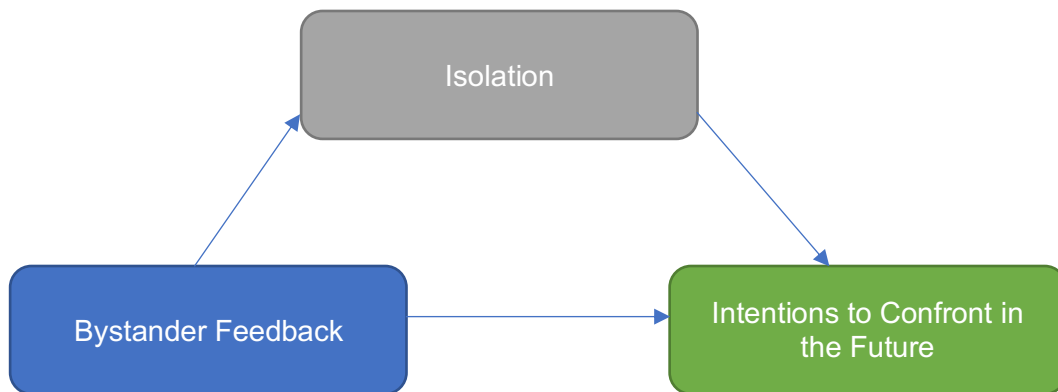 Isolation
Bystander Feedback
Intentions to Confront in
the Future